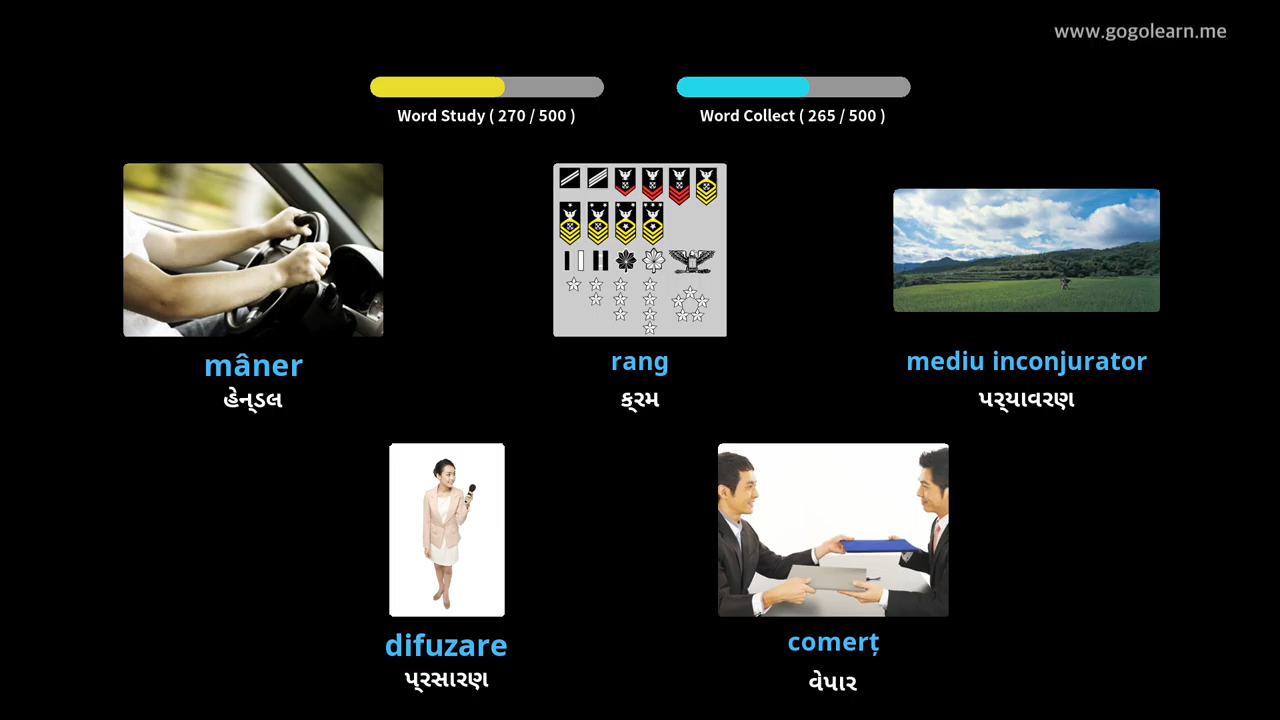 www.gogolearn.me
Word Study ( 270 / 500 )
Word Collect ( 265 / 500 )
mâner
હેન્ડલ
rang
ક્રમ
mediu inconjurator
પર્યાવરણ
difuzare
પ્રસારણ
comerț
વેપાર